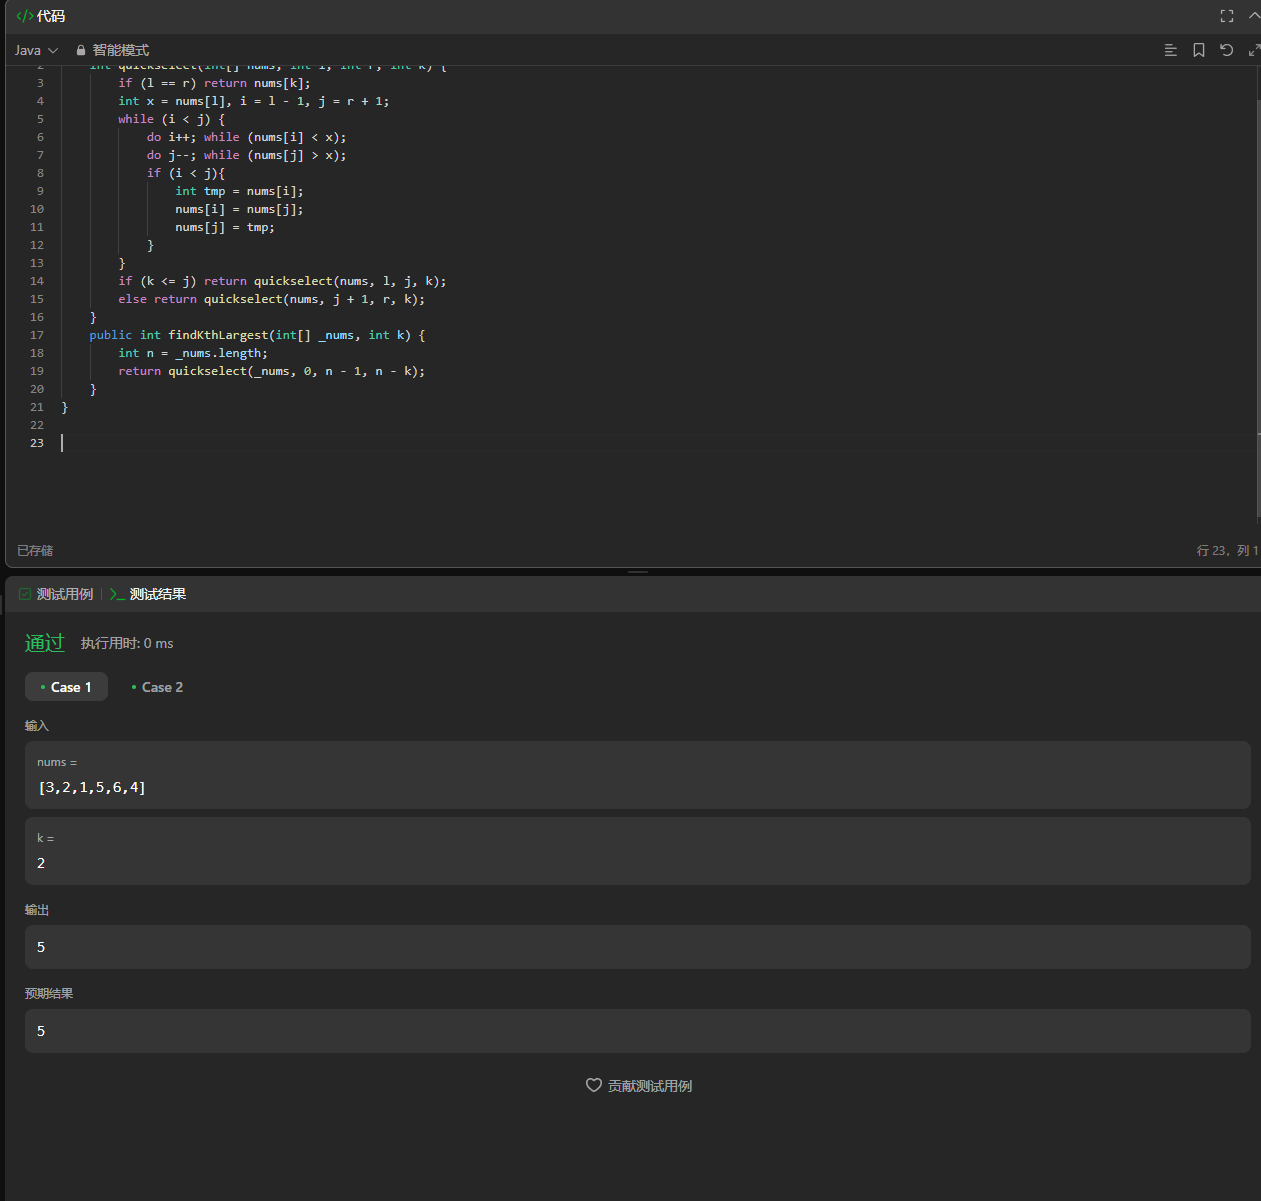 代码
Java 智能模式
2 int quickselect(int[] nums, int l, int r, int k) {
3 if (l == r) return nums[k];
4 int x = nums[l], i = l - 1, j = r + 1;
5 while (i < j) {
6 do i++; while (nums[i] < x);
7 do j--; while (nums[j] > x);
8 if (i < j){
9 int tmp = nums[i];
10 nums[i] = nums[j];
11 nums[j] = tmp;
12 }
13 }
14 if (k <= j) return quickselect(nums, l, j, k);
15 else return quickselect(nums, j + 1, r, k);
16 }
17 public int findKthLargest(int[] _nums, int k) {
18 int n = _nums.length;
19 return quickselect(_nums, 0, n - 1, n - k);
20 }
21 }
22
23
已存储 行 23, 列 1
测试用例 | >_ 测试结果
通过 执行用时: 0 ms
• Case 1 • Case 2
输入
nums =
[3,2,1,5,6,4]
k =
2
输出
5
预期结果
5
贡献测试用例